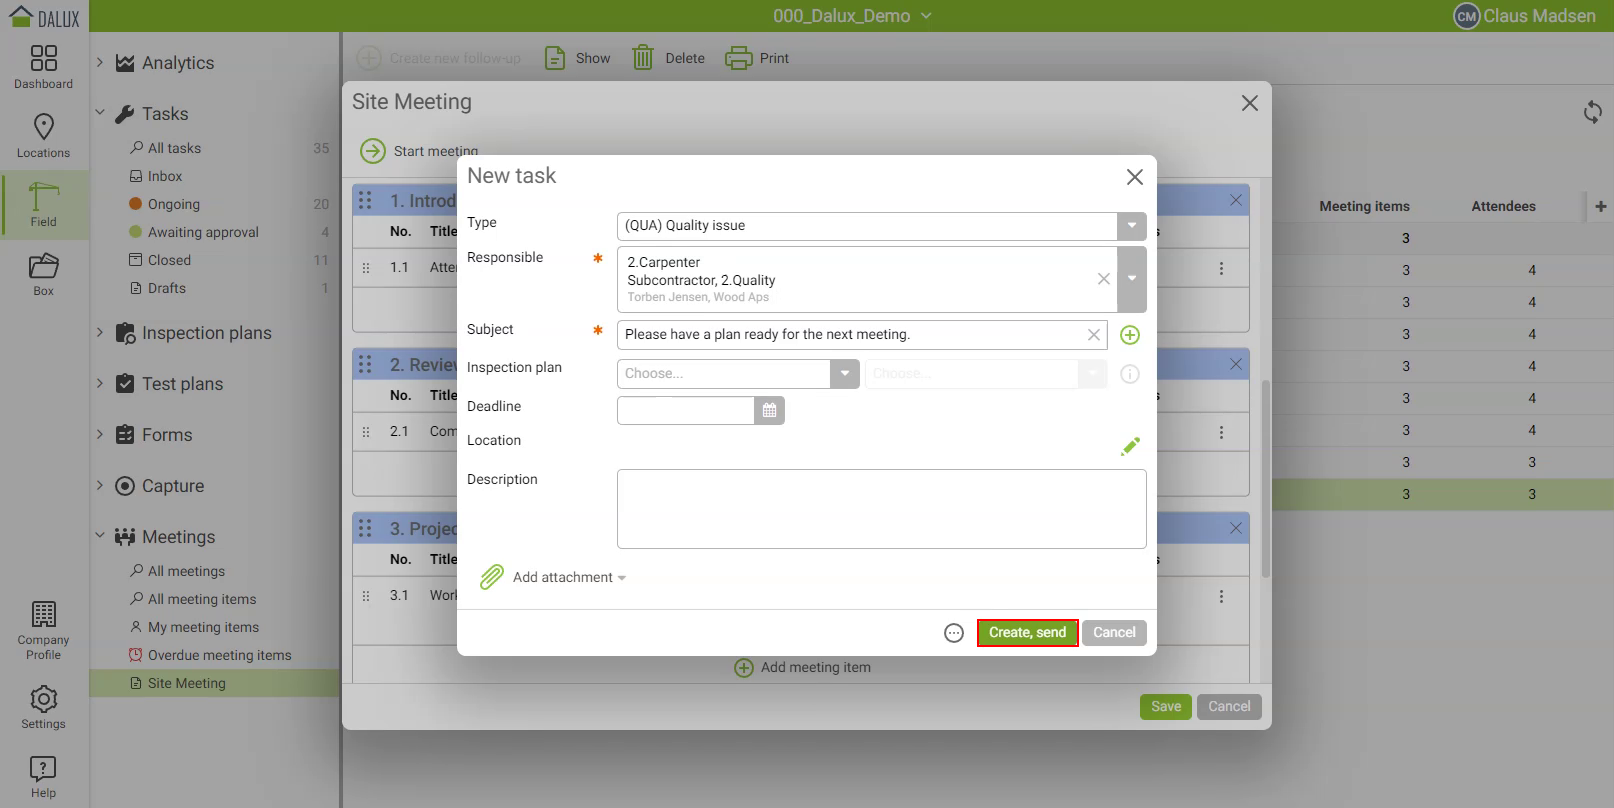 DALUX
000_Dalux_Demo
CM Claus Madsen
Dashboard
Locations
Field
Box
Company
Profile
Settings
Help
Analytics
Tasks
All tasks 35
Inbox
Ongoing 20
Awaiting approval 4
Closed 11
Drafts 1
Inspection plans
Test plans
Forms
Capture
Meetings
All meetings
All meeting items
My meeting items
Overdue meeting items
Site Meeting
Create new follow-up Show Delete Print
Site Meeting
Start meeting
1. Introd
No. Title s
1.1 Atte
2. Review
No. Title s
2.1 Com
3. Projec
No. Title s
3.1 Work
Add meeting item
Save Cancel
New task
Type (QUA) Quality issue
Responsible * 2.Carpenter
Subcontractor, 2.Quality
Torben Jensen, Wood Aps
Subject * Please have a plan ready for the next meeting.
Inspection plan Choose... Choose...
Deadline
Location
Description
Add attachment
Create, send Cancel
Meeting items Attendees
3
3 4
3 4
3 4
3 4
3 4
3 4
3 3
3 3